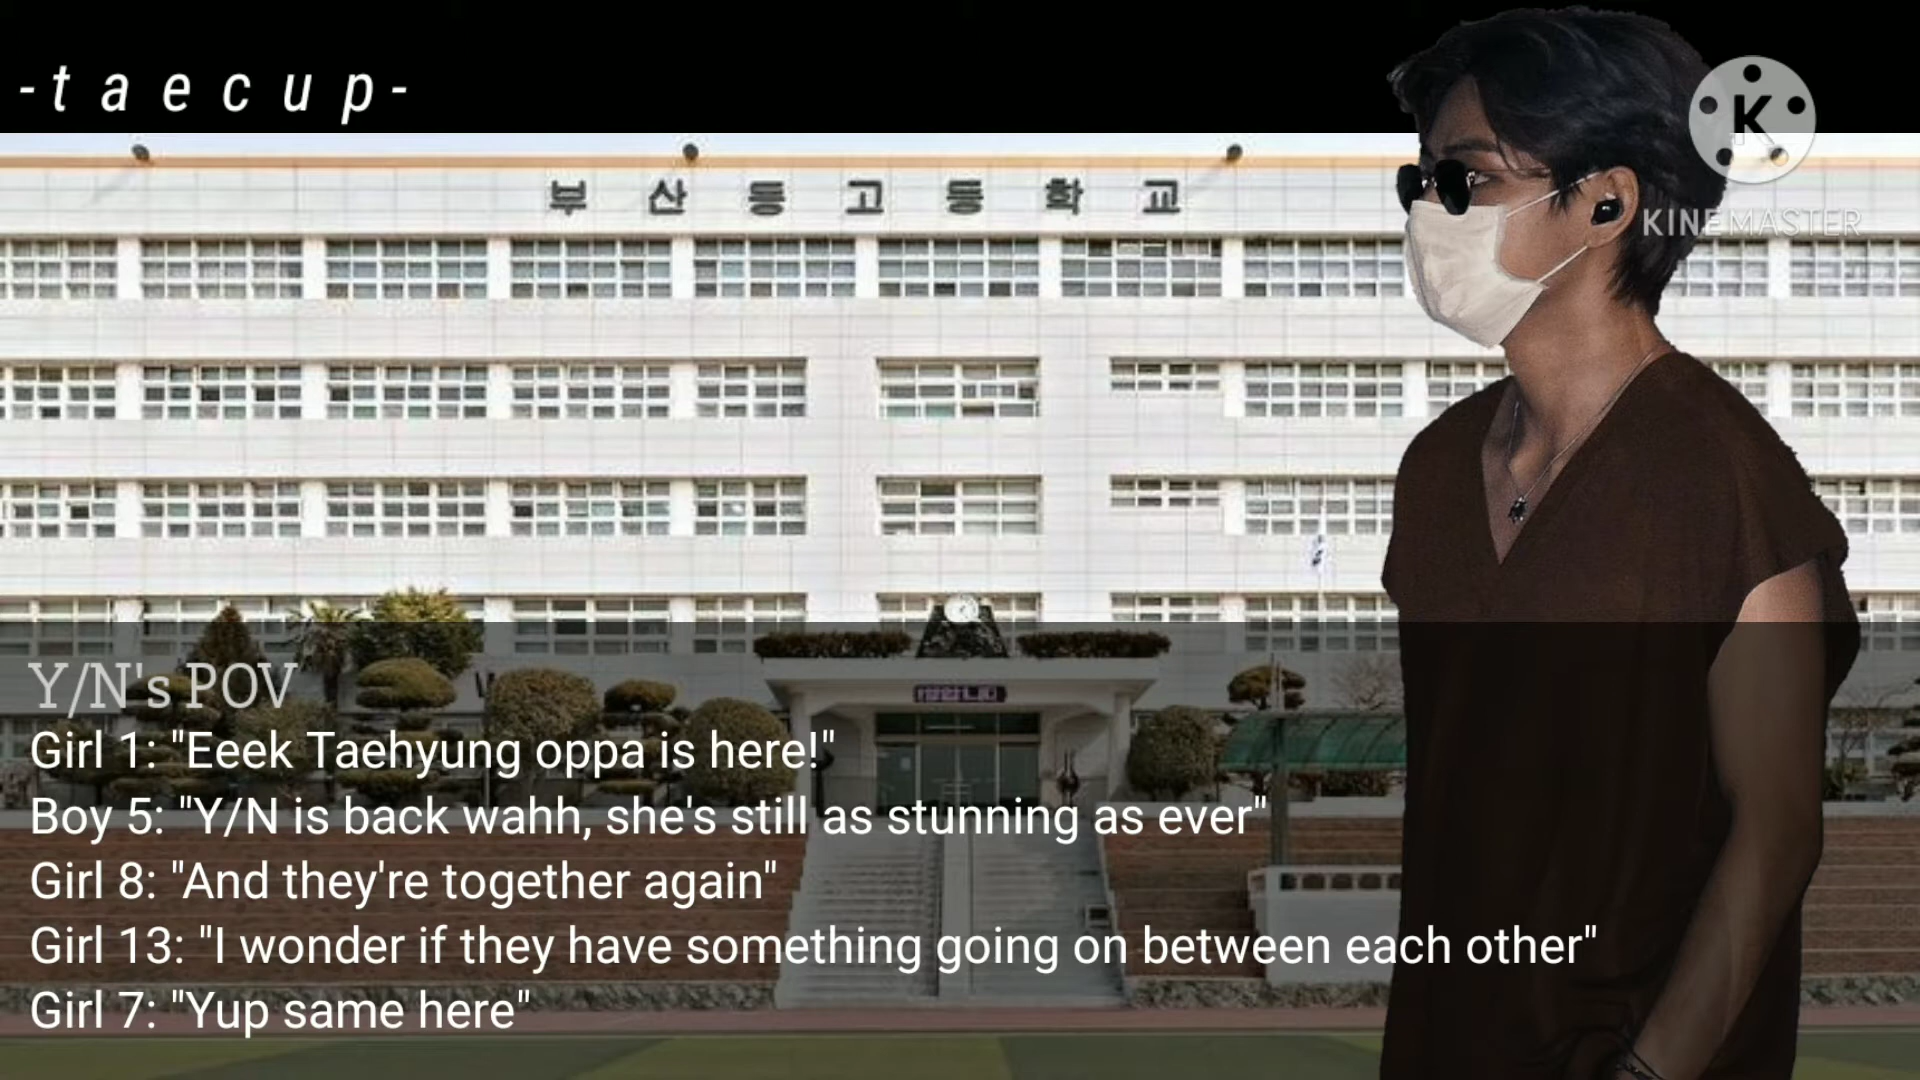 -taecup-
K
KINEMASTER
부산등고등학교
Y/N's POV
Girl 1: "Eeek Taehyung oppa is here!"
Boy 5: "Y/N is back wahh, she's still as stunning as ever"
Girl 8: "And they're together again"
Girl 13: "I wonder if they have something going on between each other"
Girl 7: "Yup same here"